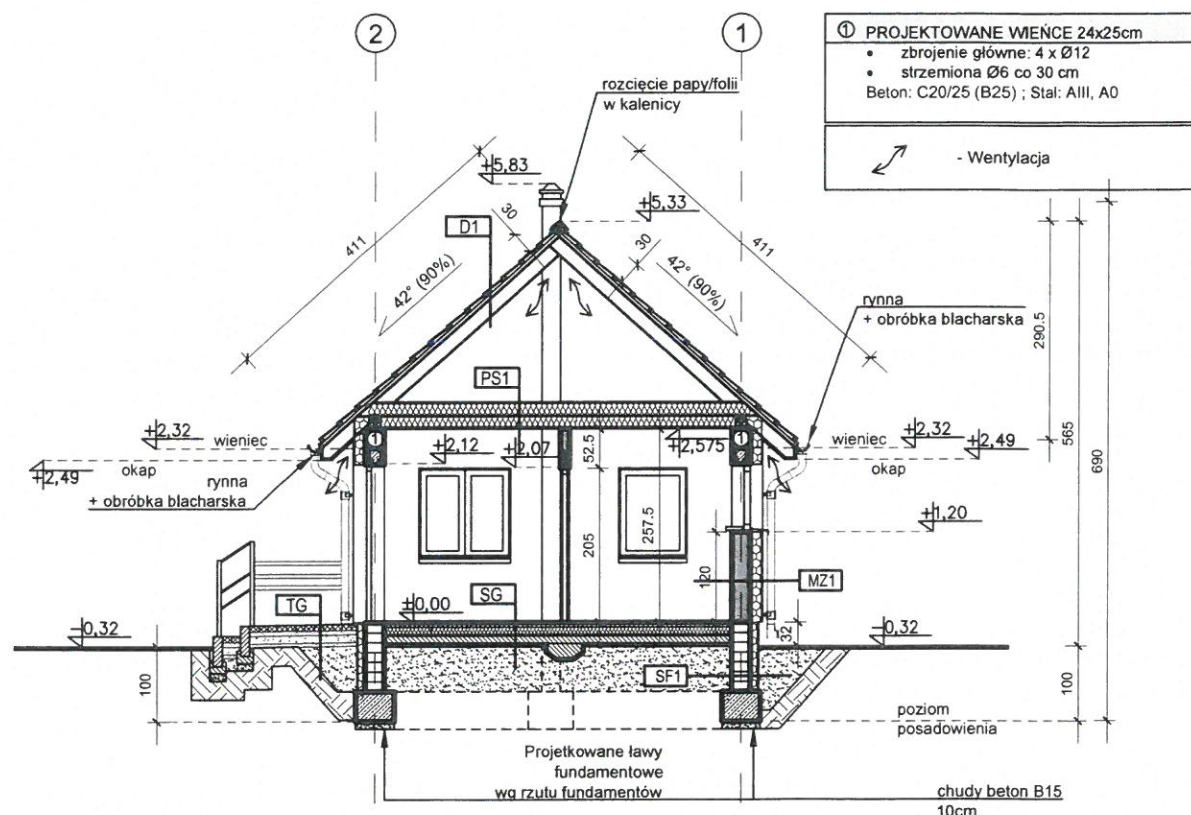 2
1
① PROJEKTOWANE WIEŃCE 24x25cm
• zbrojenie główne: 4 x Ø12
• strzemiona Ø6 co 30 cm
Beton: C20/25 (B25) ; Stal: AIII, A0
- Wentylacja
rozcięcie papy/folii
w kalenicy
+5,83
+5,33
30
30
D1
411
411
42° (90%)
42° (90%)
rynna
+ obróbka blacharska
290.5
565
690
PS1
+2,32
wieniec
+2,49
okap
rynna
+ obróbka blacharska
1
+2,12
+2,07
52.5
+2,575
1
wieniec
+2,32
+2,49
okap
+1,20
205
257.5
120
MZ1
TG
±0,00
SG
-0,32
32
-0,32
SF1
100
100
poziom
posadowienia
Projetkowane ławy
fundamentowe
wg rzutu fundamentów
chudy beton B15
10cm